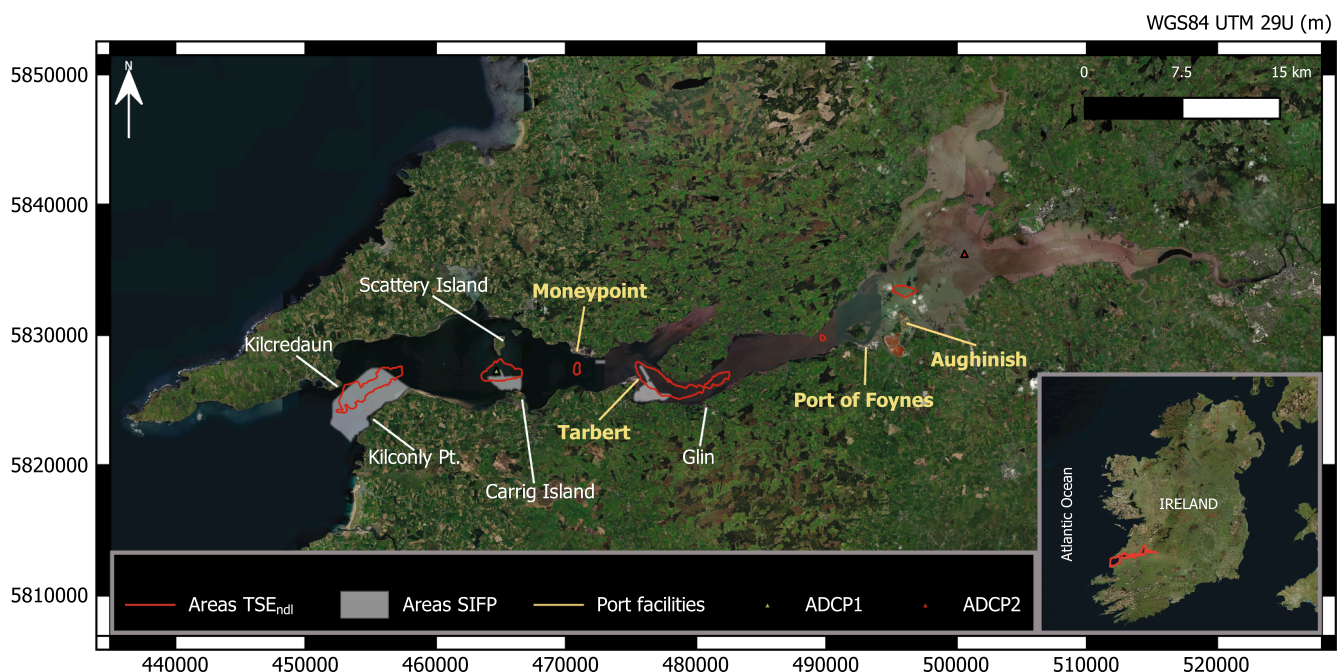 WGS84 UTM 29U (m)
5850000
N
0 7.5 15 km
5840000
Scattery Island
Moneypoint
5830000
Kilcredaun
Aughinish
Port of Foynes
Tarbert
Kilconly Pt.
Glin
5820000
Carrig Island
Atlantic Ocean
IRELAND
5810000
Areas TSEndl
Areas SIFP
Port facilities
ADCP1
ADCP2
440000 450000 460000 470000 480000 490000 500000 510000 520000